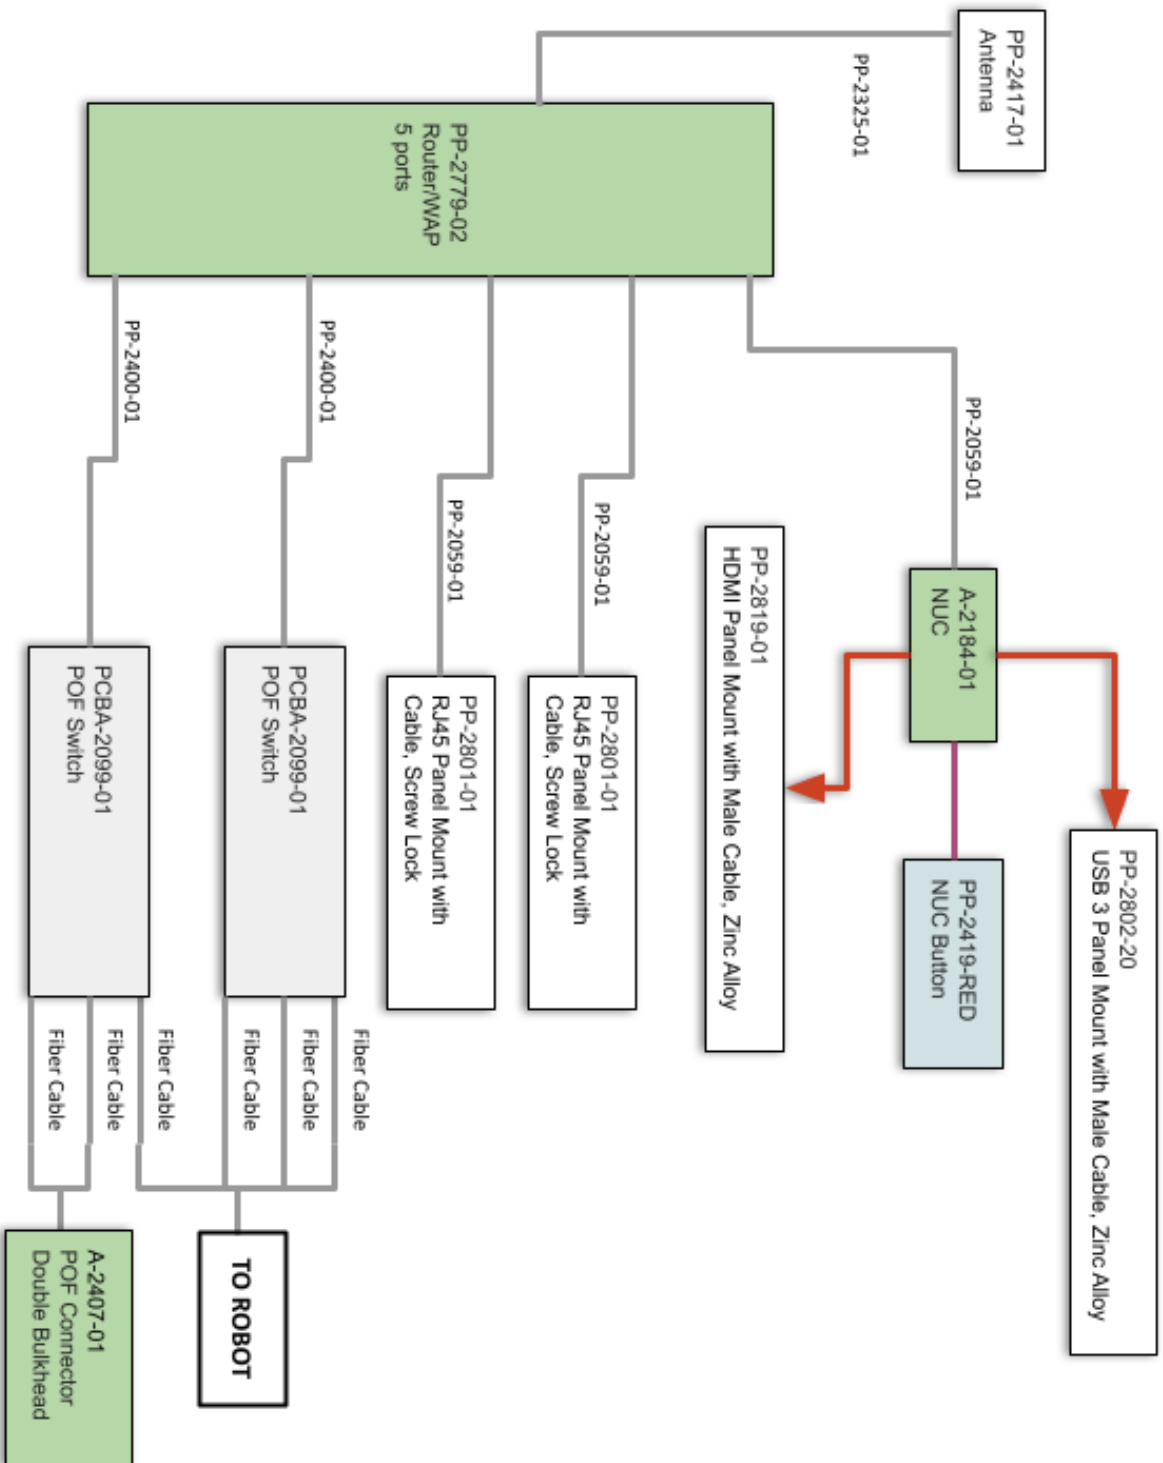 PP-2417-01
Antenna
PP-2325-01
PP-2779-02
Router/WAP
5 ports
PP-2059-01
A-2184-01
NUC
PP-2802-20
USB 3 Panel Mount with Male Cable, Zinc Alloy
PP-2419-RED
NUC Button
PP-2819-01
HDMI Panel Mount with Male Cable, Zinc Alloy
PP-2059-01
PP-2801-01
RJ45 Panel Mount with
Cable, Screw Lock
PP-2059-01
PP-2801-01
RJ45 Panel Mount with
Cable, Screw Lock
PP-2400-01
PCBA-2099-01
POF Switch
Fiber Cable
Fiber Cable
Fiber Cable
TO ROBOT
PP-2400-01
PCBA-2099-01
POF Switch
Fiber Cable
Fiber Cable
Fiber Cable
A-2407-01
POF Connector
Double Bulkhead